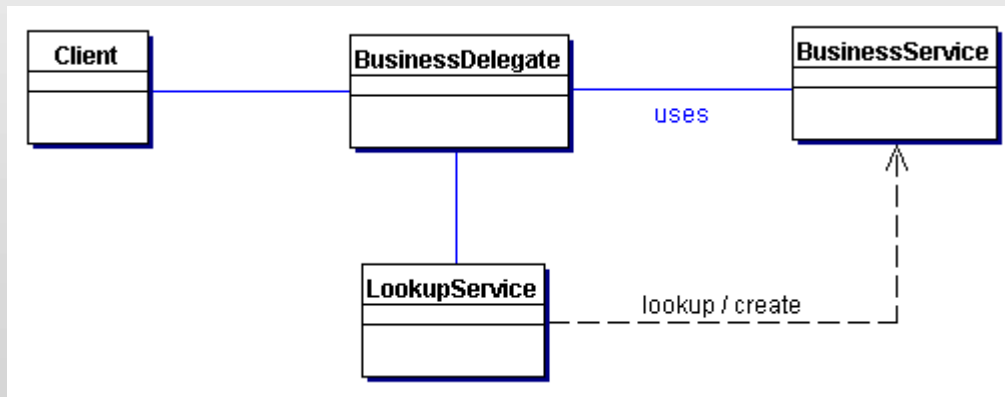 Client
BusinessDelegate
BusinessService
uses
LookupService
lookup / create